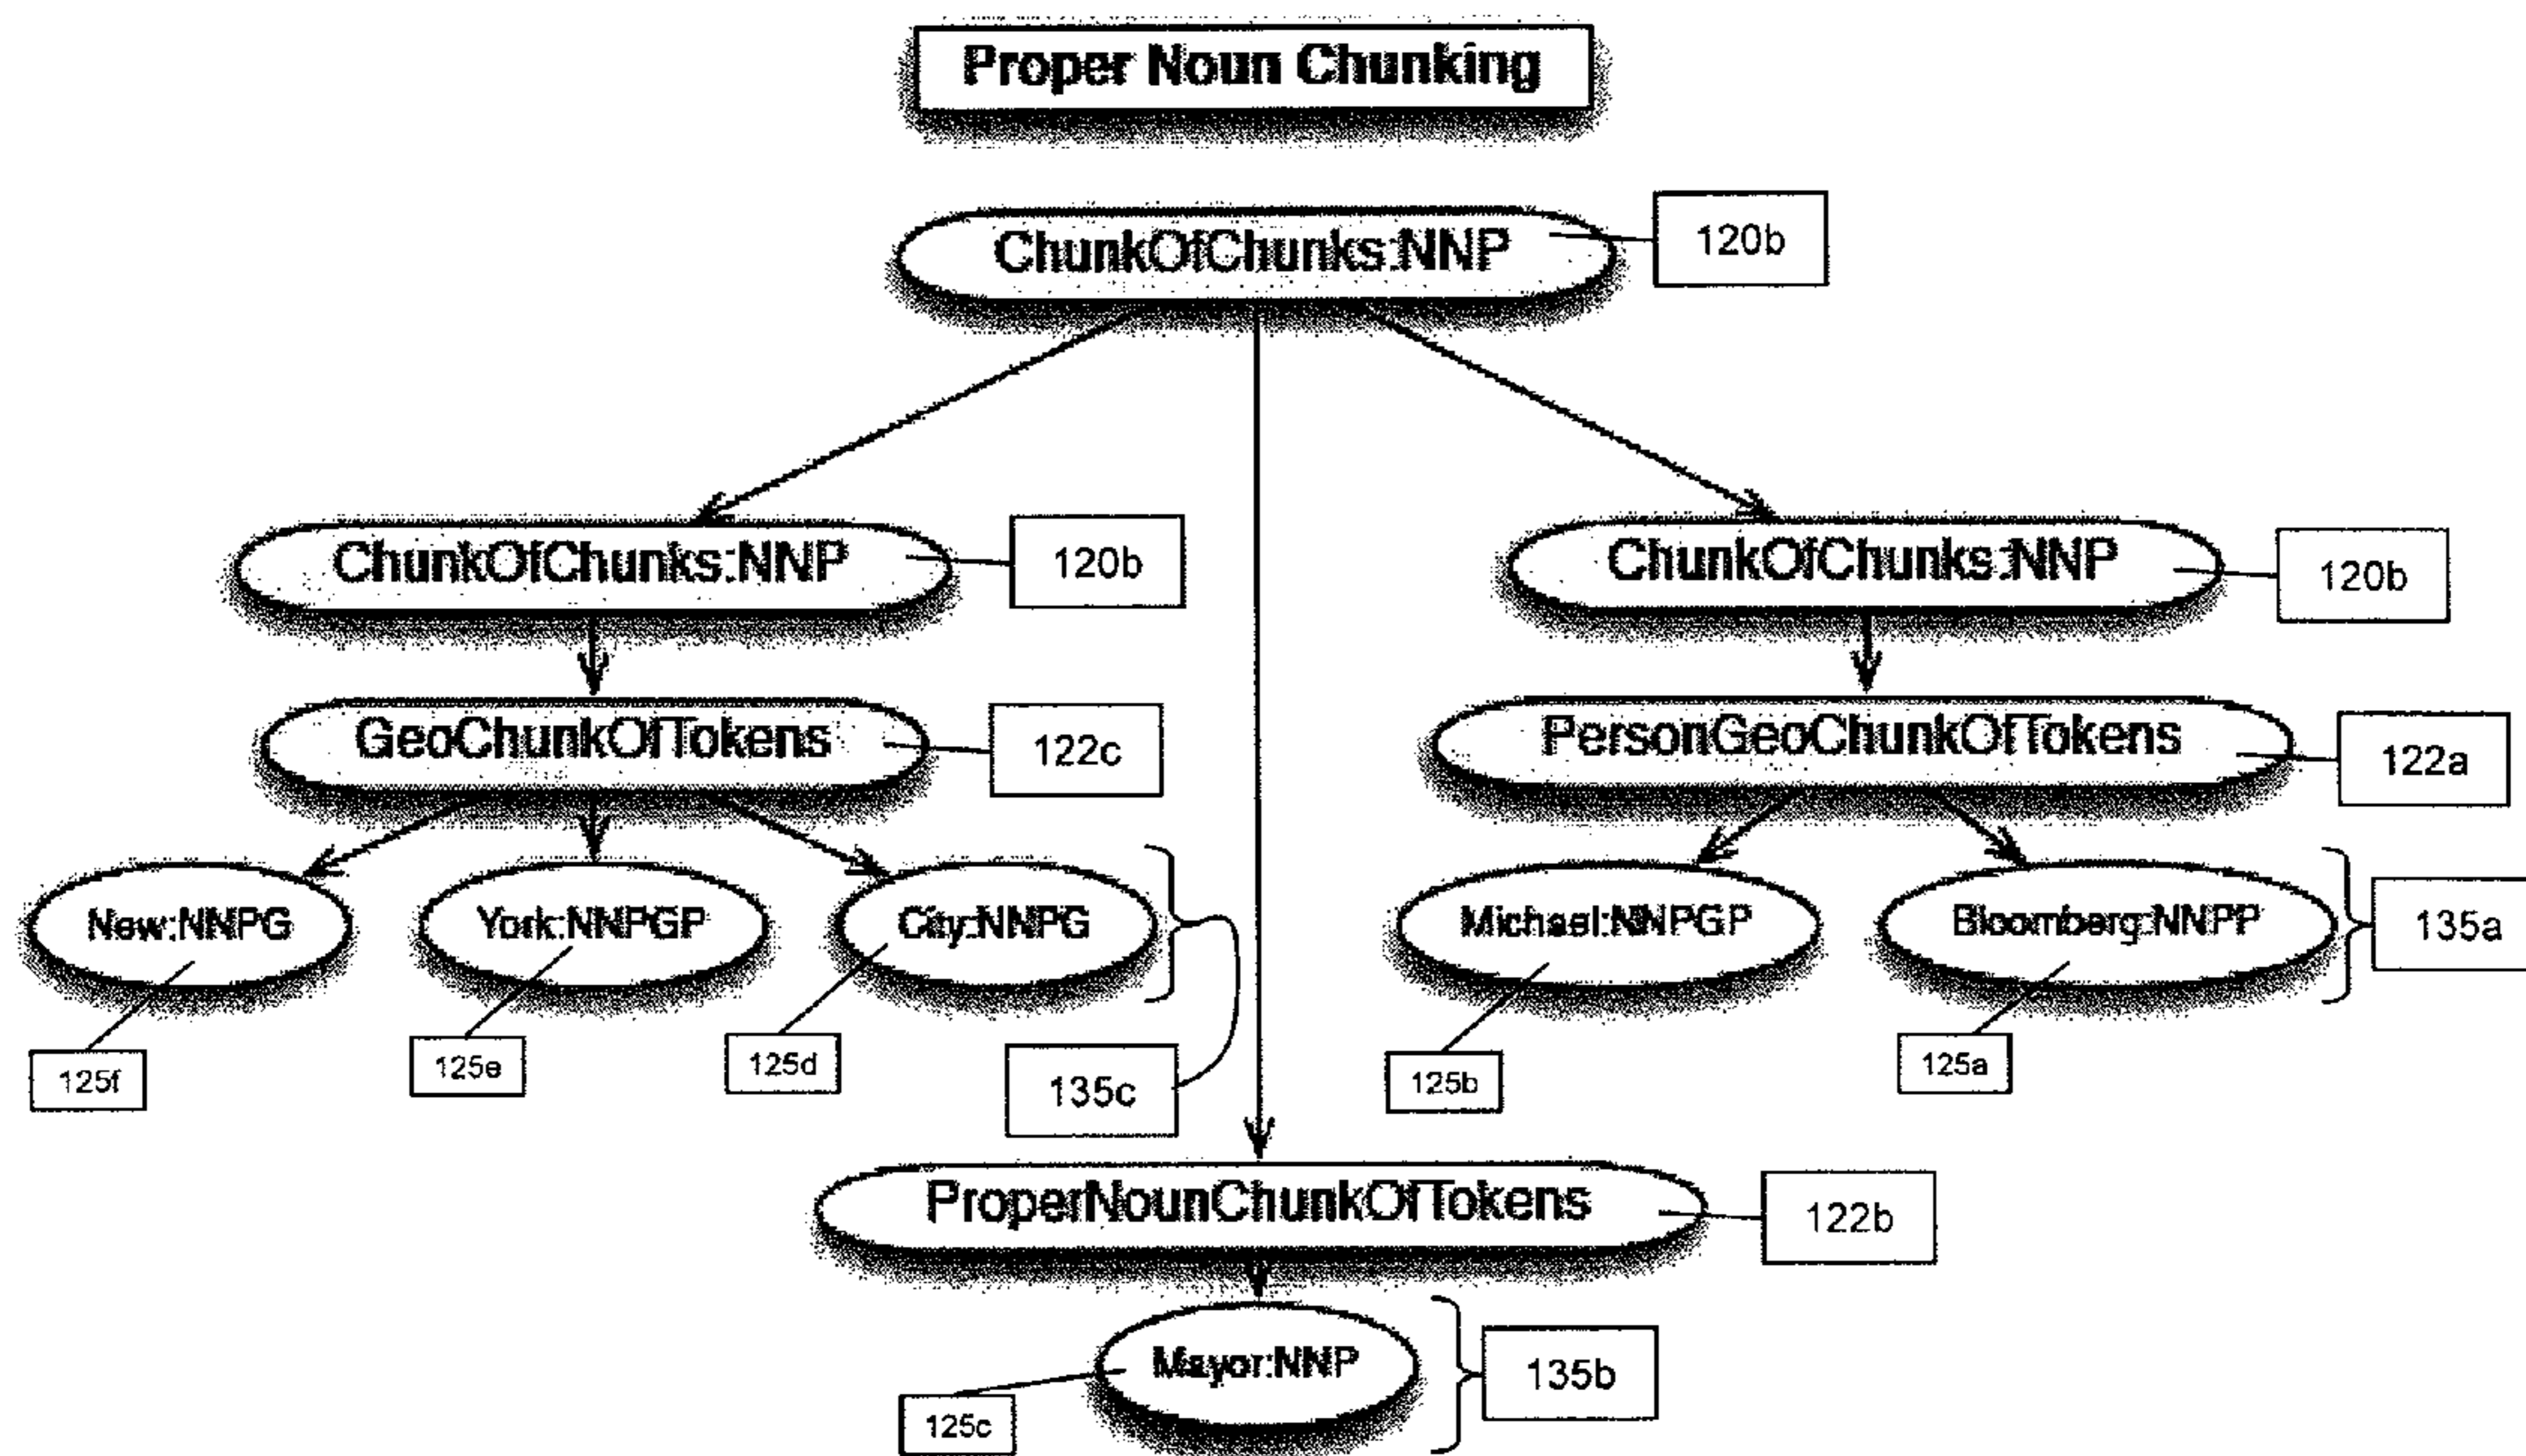 Proper Noun Chunking
ChunkOfChunks:NNP
120b
ChunkOfChunks:NNP
120b
ChunkOfChunks:NNP
120b
GeoChunkOfTokens
122c
PersonGeoChunkOfTokens
122a
New:NNPG
York:NNPGP
City:NNPG
Michael:NNPGP
Bloomberg:NNPP
135a
125f
125e
125d
135c
125b
125a
ProperNounChunkOfTokens
122b
Mayor:NNP
135b
125c